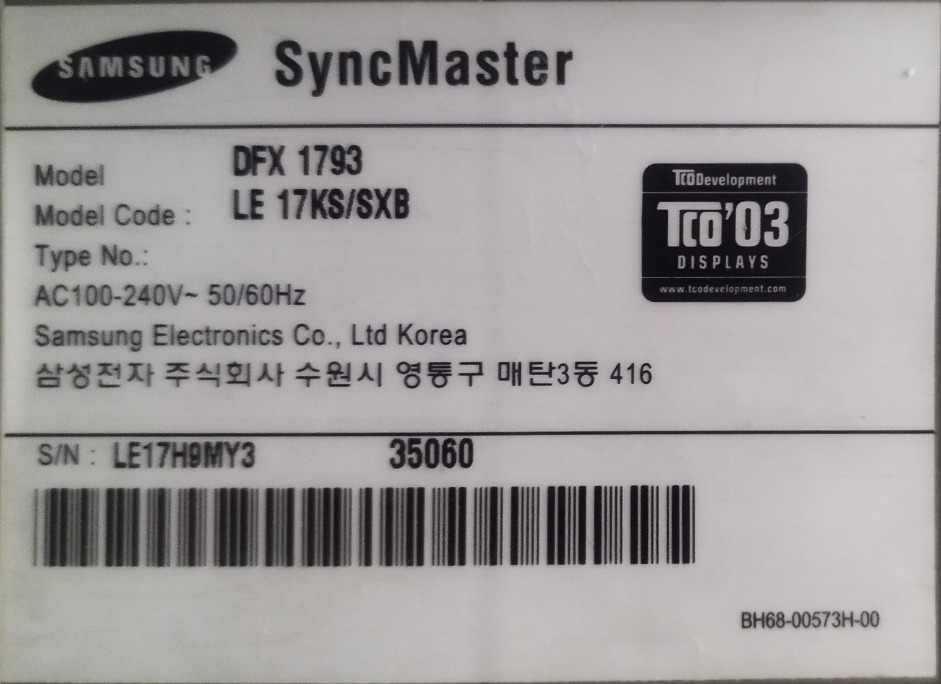 SAMSUNG SyncMaster
Model DFX 1793
Model Code : LE 17KS/SXB
Type No.:
AC100-240V~ 50/60Hz
Samsung Electronics Co., Ltd Korea
삼성전자 주식회사 수원시 영통구 매탄3동 416
TCODevelopment
TCO'03
DISPLAYS
www.tcodevelopment.com
S/N : LE17H9MY3 35060
BH68-00573H-00